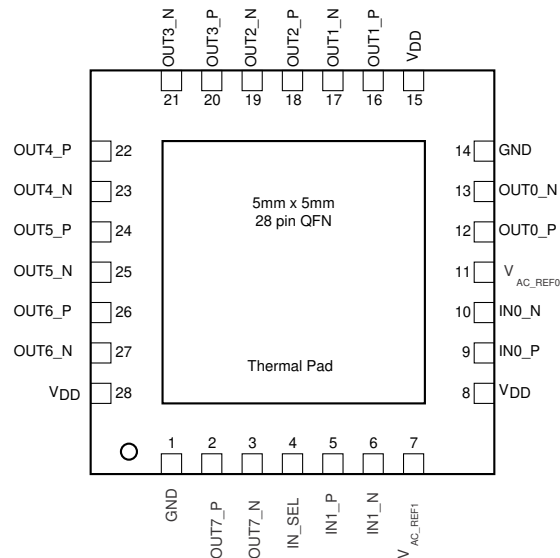 OUT3_N
OUT3_P
OUT2_N
OUT2_P
OUT1_N
OUT1_P
VDD
21
20
19
18
17
16
15
OUT4_P 22
OUT4_N 23
OUT5_P 24
OUT5_N 25
OUT6_P 26
OUT6_N 27
VDD 28
5mm x 5mm
28 pin QFN
Thermal Pad
14 GND
13 OUT0_N
12 OUT0_P
11 VAC_REF0
10 IN0_N
9 IN0_P
8 VDD
1
2
3
4
5
6
7
GND
OUT7_P
OUT7_N
IN_SEL
IN1_P
IN1_N
VAC_REF1